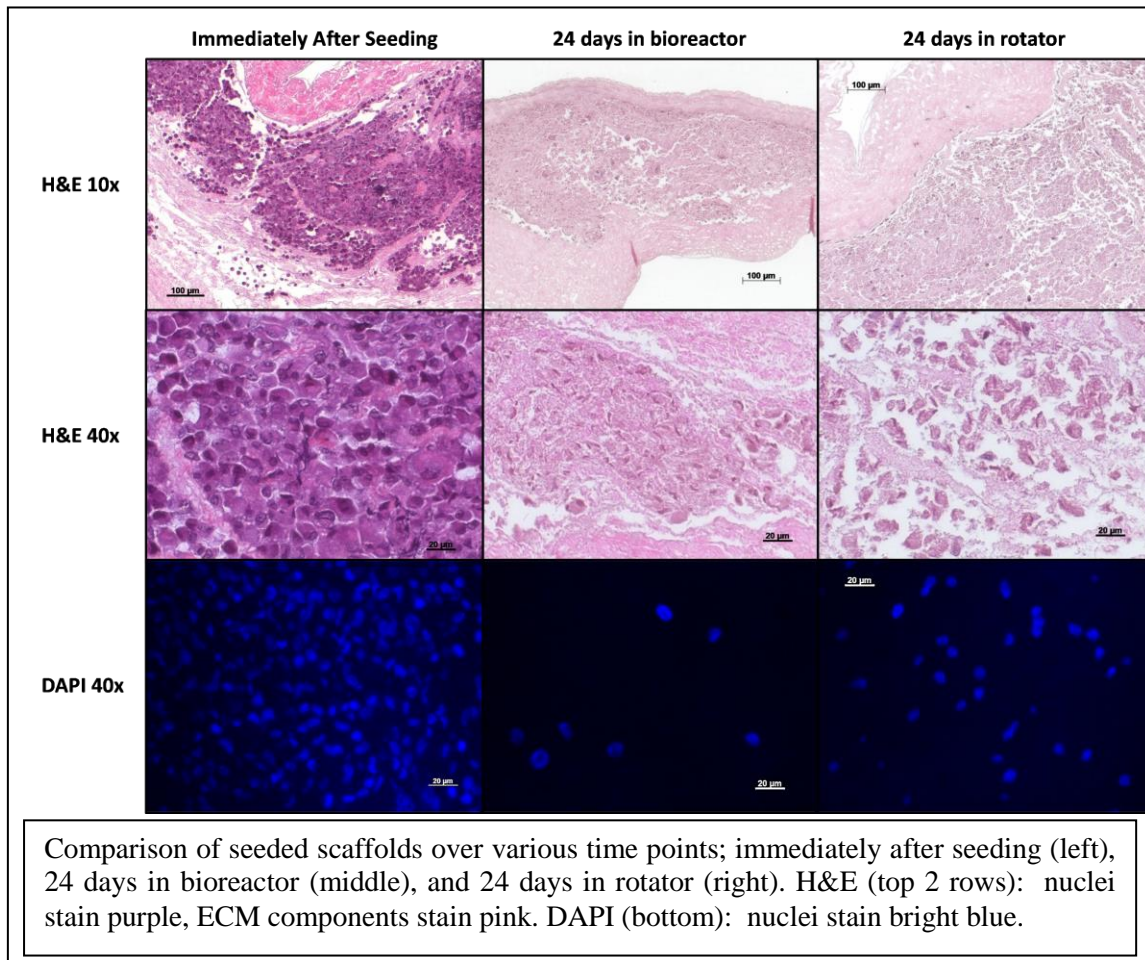 Immediately After Seeding 24 days in bioreactor 24 days in rotator
H&E 10x
100 µm
100 µm
100 µm
H&E 40x
20 µm
20 µm
20 µm
DAPI 40x
20 µm
20 µm
20 µm
Comparison of seeded scaffolds over various time points; immediately after seeding (left),
24 days in bioreactor (middle), and 24 days in rotator (right). H&E (top 2 rows): nuclei
stain purple, ECM components stain pink. DAPI (bottom): nuclei stain bright blue.